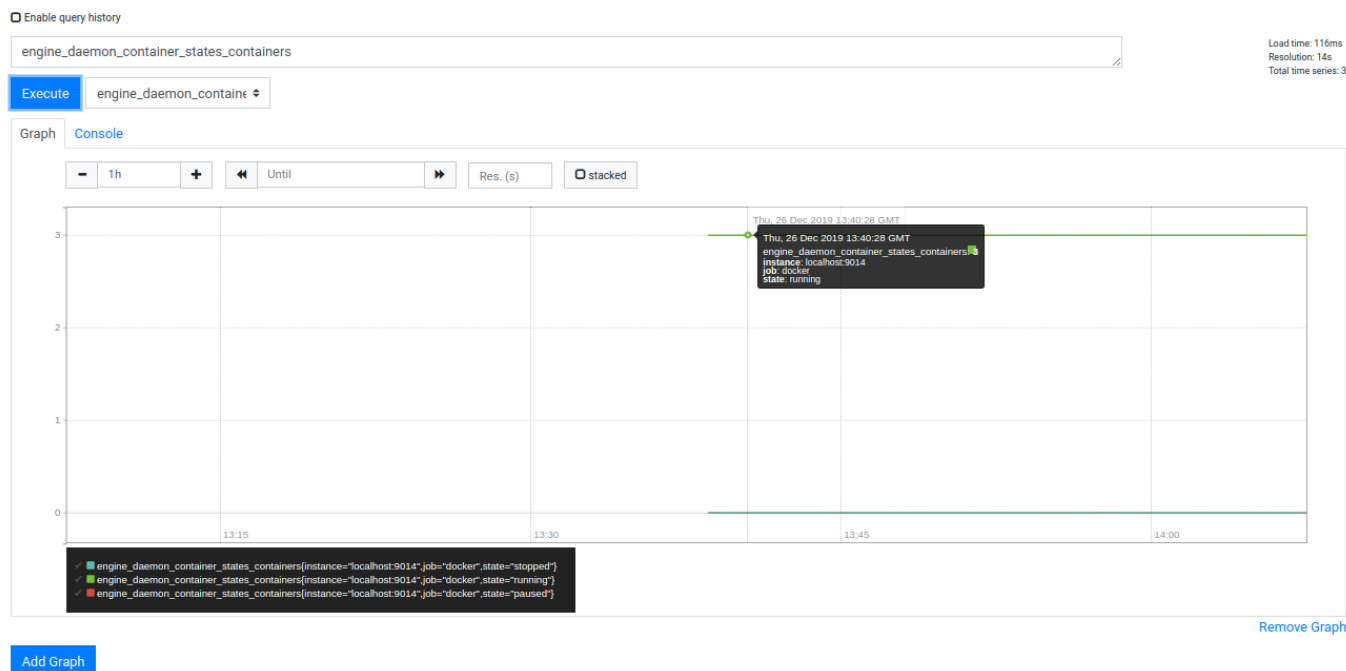 Enable query history
engine_daemon_container_states_containers
Load time: 116ms
Resolution: 14s
Total time series: 3
Execute
engine_daemon_containe
Graph
Console
1h
Until
Res. (s)
stacked
Thu, 26 Dec 2019 13:40:28 GMT
Thu, 26 Dec 2019 13:40:28 GMT
engine_daemon_container_states_containers: 3
instance: localhost:9014
job: docker
state: running
3
2
1
0
13:15
13:30
13:45
14:00
engine_daemon_container_states_containers{instance="localhost:9014",job="docker",state="stopped"}
engine_daemon_container_states_containers{instance="localhost:9014",job="docker",state="running"}
engine_daemon_container_states_containers{instance="localhost:9014",job="docker",state="paused"}
Remove Graph
Add Graph